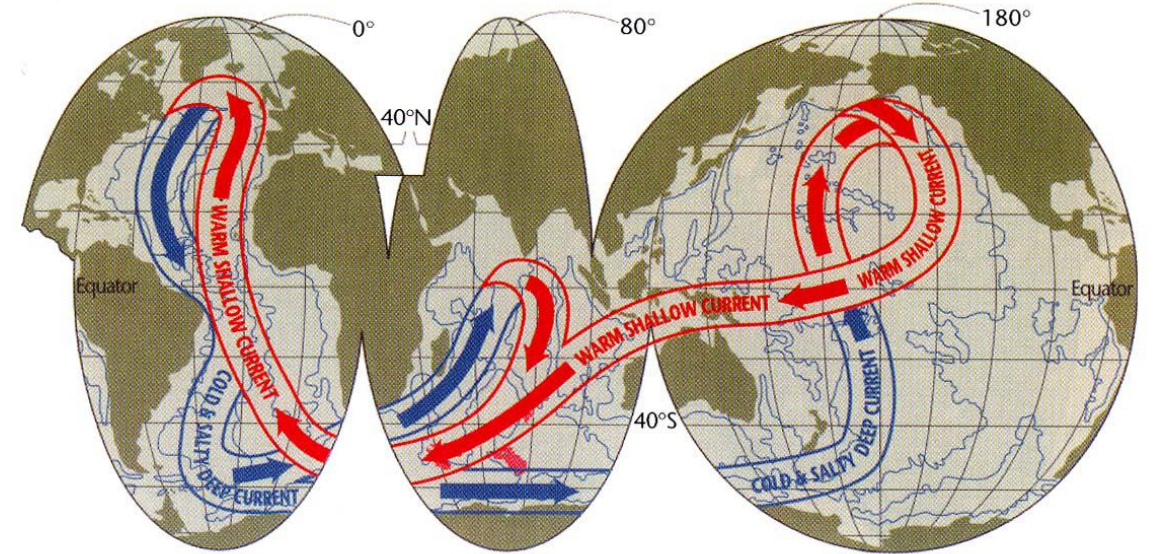 0°
80°
180°
40°N
Equator
WARM SHALLOW CURRENT
COLD & SALTY DEEP CURRENT
WARM SHALLOW CURRENT
40°S
WARM SHALLOW CURRENT
Equator
COLD & SALTY DEEP CURRENT